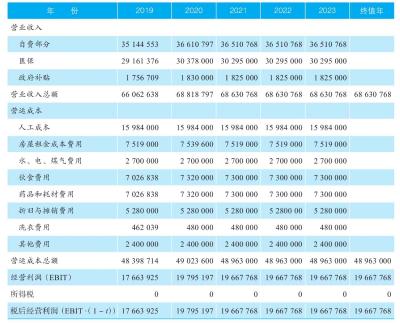 年 份 2019 2020 2021 2022 2023 终值年
营业收入
自费部分 35 144 553 36 610 797 36 510 768 36 510 768 36 510 768
医保 29 161 376 30 378 000 30 295 000 30 295 000 30 295 000
政府补贴 1 756 709 1 830 000 1 825 000 1 825 000 1 825 000
营业收入总额 66 062 638 68 818 797 68 630 768 68 630 768 68 630 768 68 630 768
营运成本
人工成本 15 984 000 15 984 000 15 984 000 15 984 000 15 984 000
房屋租金成本费用 7 519 000 7 539 600 7 519 000 7 519 000 7 519 000
水、电、煤气费用 2 700 000 2 700 000 2 700 000 2 700 000 2 700 000
伙食费用 7 026 838 7 320 000 7 300 000 7 300 000 7 300 000
药品和耗材费用 7 026 838 7 320 000 7 300 000 7 300 000 7 300 000
折旧与摊销费用 5 280 000 5 280 000 5 280 000 5 280 000 5 280 000
洗衣费用 462 039 480 000 480 000 480 000 480 000
其他费用 2 400 000 2 400 000 2 400 000 2 400 000 2 400 000
营运成本总额 48 398 714 49 023 600 48 963 000 48 963 000 48 963 000 48 963 000
经营利润（EBIT） 17 663 925 19 795 197 19 667 768 19 667 768 19 667 768 19 667 768
所得税 0 0 0 0 0 0
税后经营利润（EBIT·（1－t）） 17 663 925 19 795 197 19 667 768 19 667 768 19 667 768 19 667 768